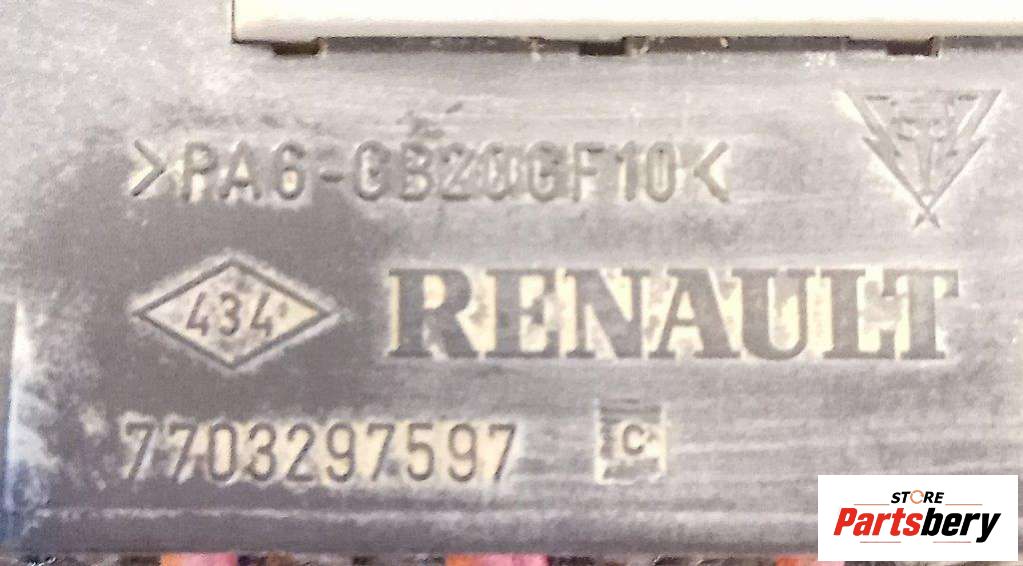 >PA6-GB20GF10<
434
RENAULT
7703297597 C
STORE
Partsbery